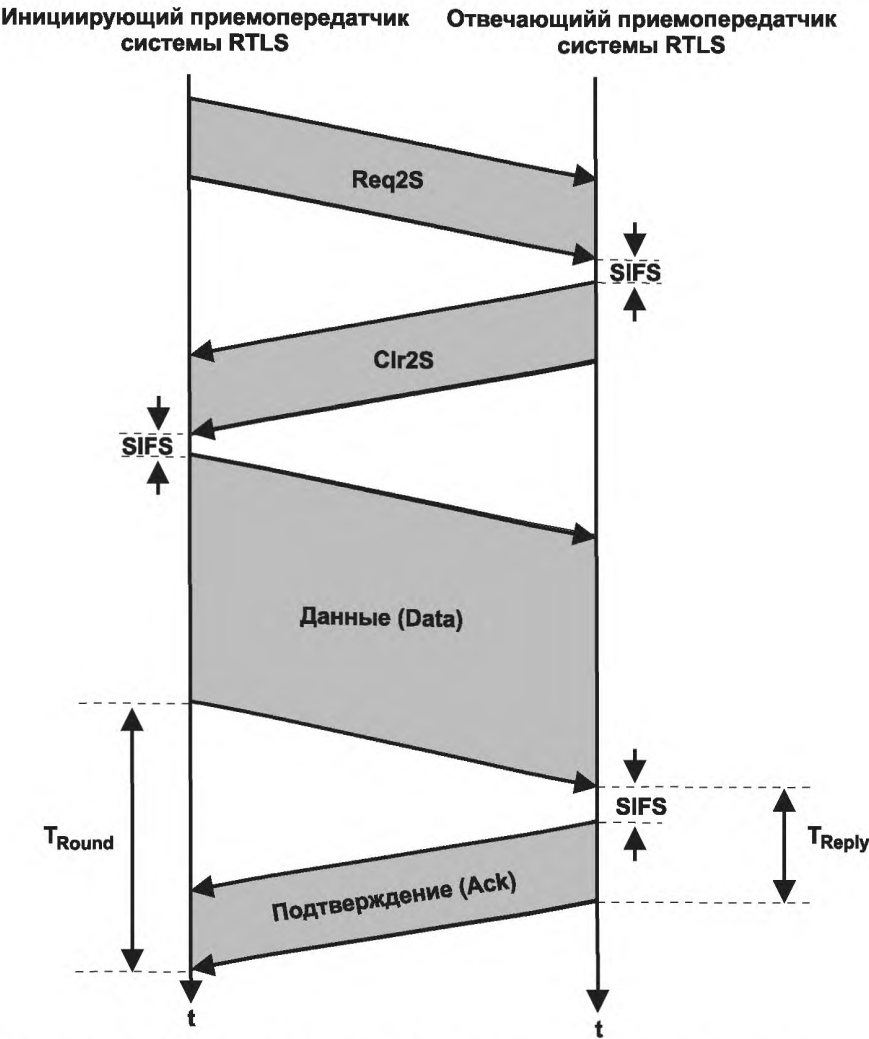 Инициирующий приемопередатчик
системы RTLS
Отвечающийй приемопередатчик
системы RTLS
Req2S
SIFS
Clr2S
SIFS
Данные (Data)
SIFS
TRound
TReply
Подтверждение (Ack)
t
t